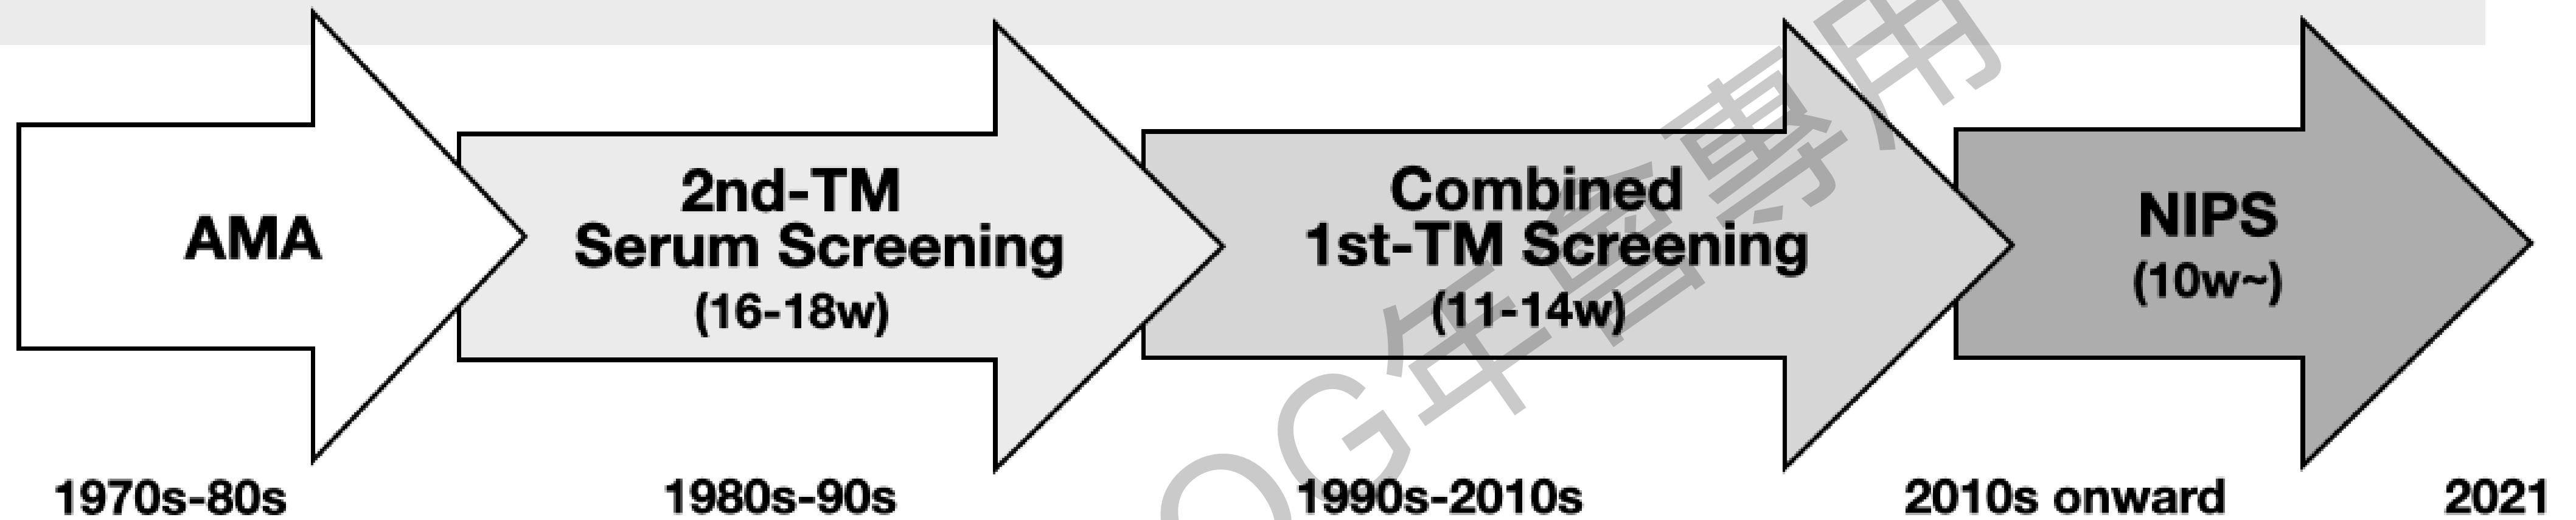 AMA
2nd-TM
Serum Screening
(16-18w)
Combined
1st-TM Screening
(11-14w)
NIPS
(10w~)
1970s-80s
1980s-90s
1990s-2010s
2010s onward
2021
OG年會專用